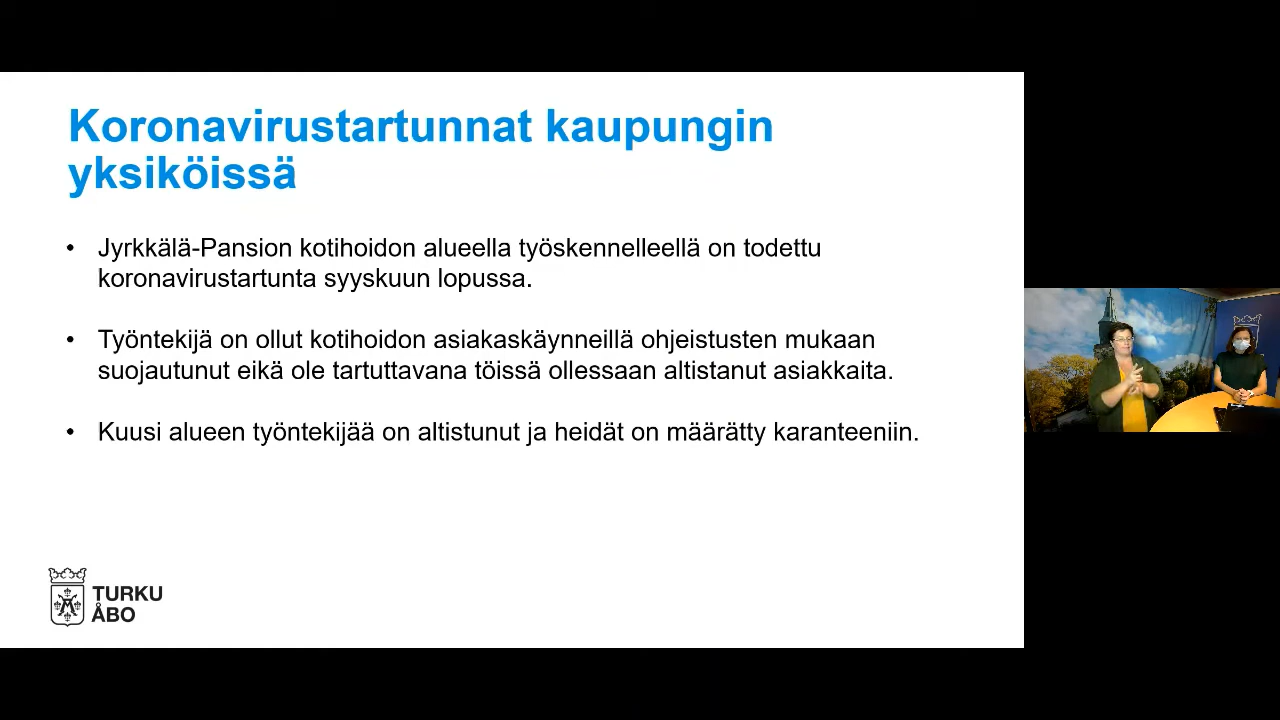 Koronavirustartunnat kaupungin
yksiköissä
• Jyrkkälä-Pansion kotihoidon alueella työskennelleellä on todettu
koronavirustartunta syyskuun lopussa.
• Työntekijä on ollut kotihoidon asiakaskäynneillä ohjeistusten mukaan
suojautunut eikä ole tartuttavana töissä ollessaan altistanut asiakkaita.
• Kuusi alueen työntekijää on altistunut ja heidät on määrätty karanteeniin.
TURKU
ÅBO